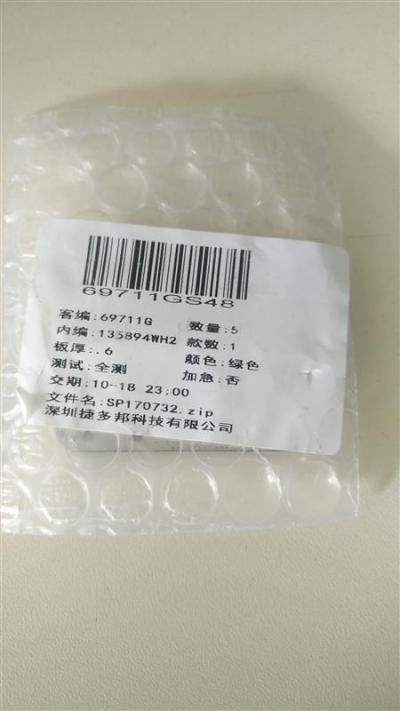 69711GS48
客编:69711G 数量:5
内编:135894WH2 款数:1
板厚:.6 颜色:绿色
测试:全测 加急:否
交期:10-18 23:00
文件名:SP170732.zip
深圳捷多邦科技有限公司